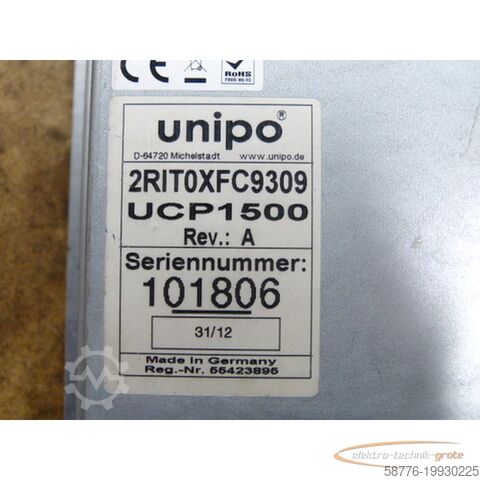 CE RoHS
unipo®
D-64720 Michelstadt www.unipo.de
2RIT0XFC9309
UCP1500
Rev.: A
Seriennummer:
101806
31/12
Made in Germany
Reg.-Nr. 55423895
elektro-technik-grote
58776-19930225